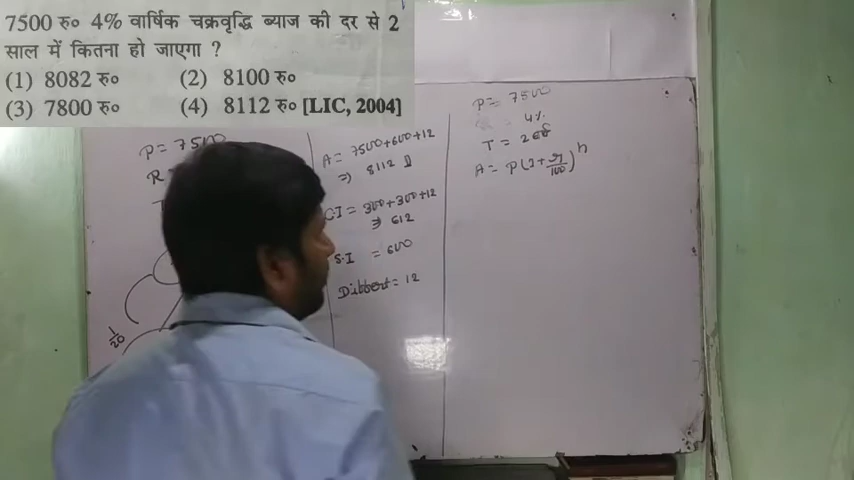 7500 रु० 4% वार्षिक चक्रवृद्धि ब्याज की दर से 2
साल में कितना हो जाएगा ?
(1) 8082 रु० (2) 8100 रु०
(3) 7800 रु० (4) 8112 रु० [LIC, 2004]
P = 7500
R
T
1/20
A = 7500+600+12
⇒ 8112
CI = 300+300+12
⇒ 612
S.I = 600
= 12
P = 7500
4%
T = 2
A = P(1+r/100)^n